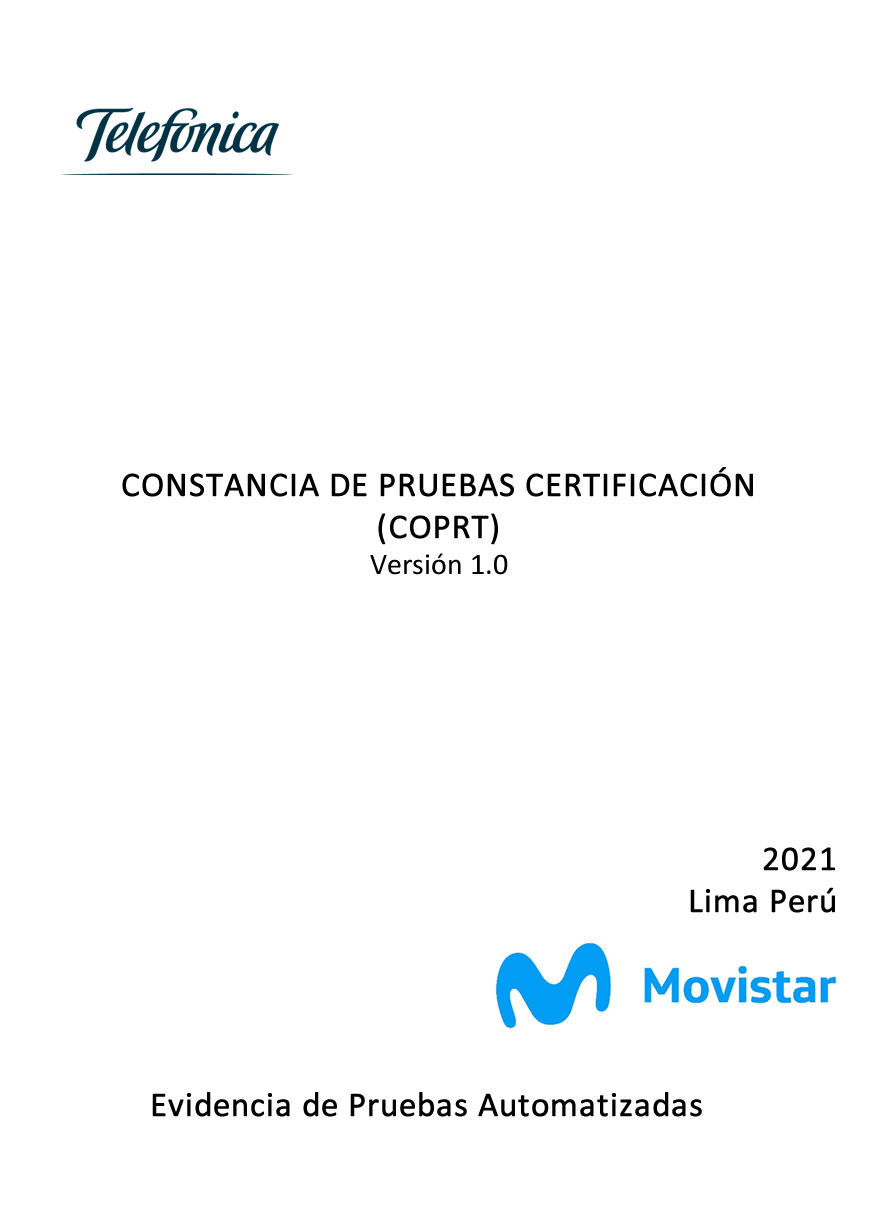 Telefónica
CONSTANCIA DE PRUEBAS CERTIFICACIÓN
(COPRT)
Versión 1.0
2021
Lima Perú
Movistar
Evidencia de Pruebas Automatizadas